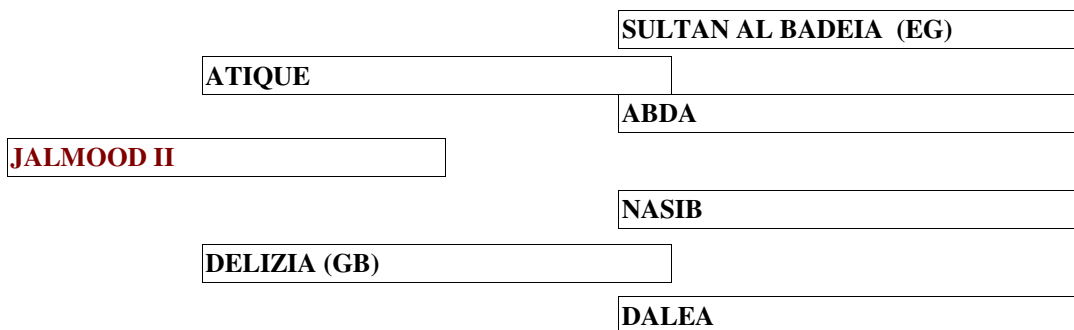 SULTAN AL BADEIA (EG)
ATIQUE
ABDA
JALMOOD II
NASIB
DELIZIA (GB)
DALEA